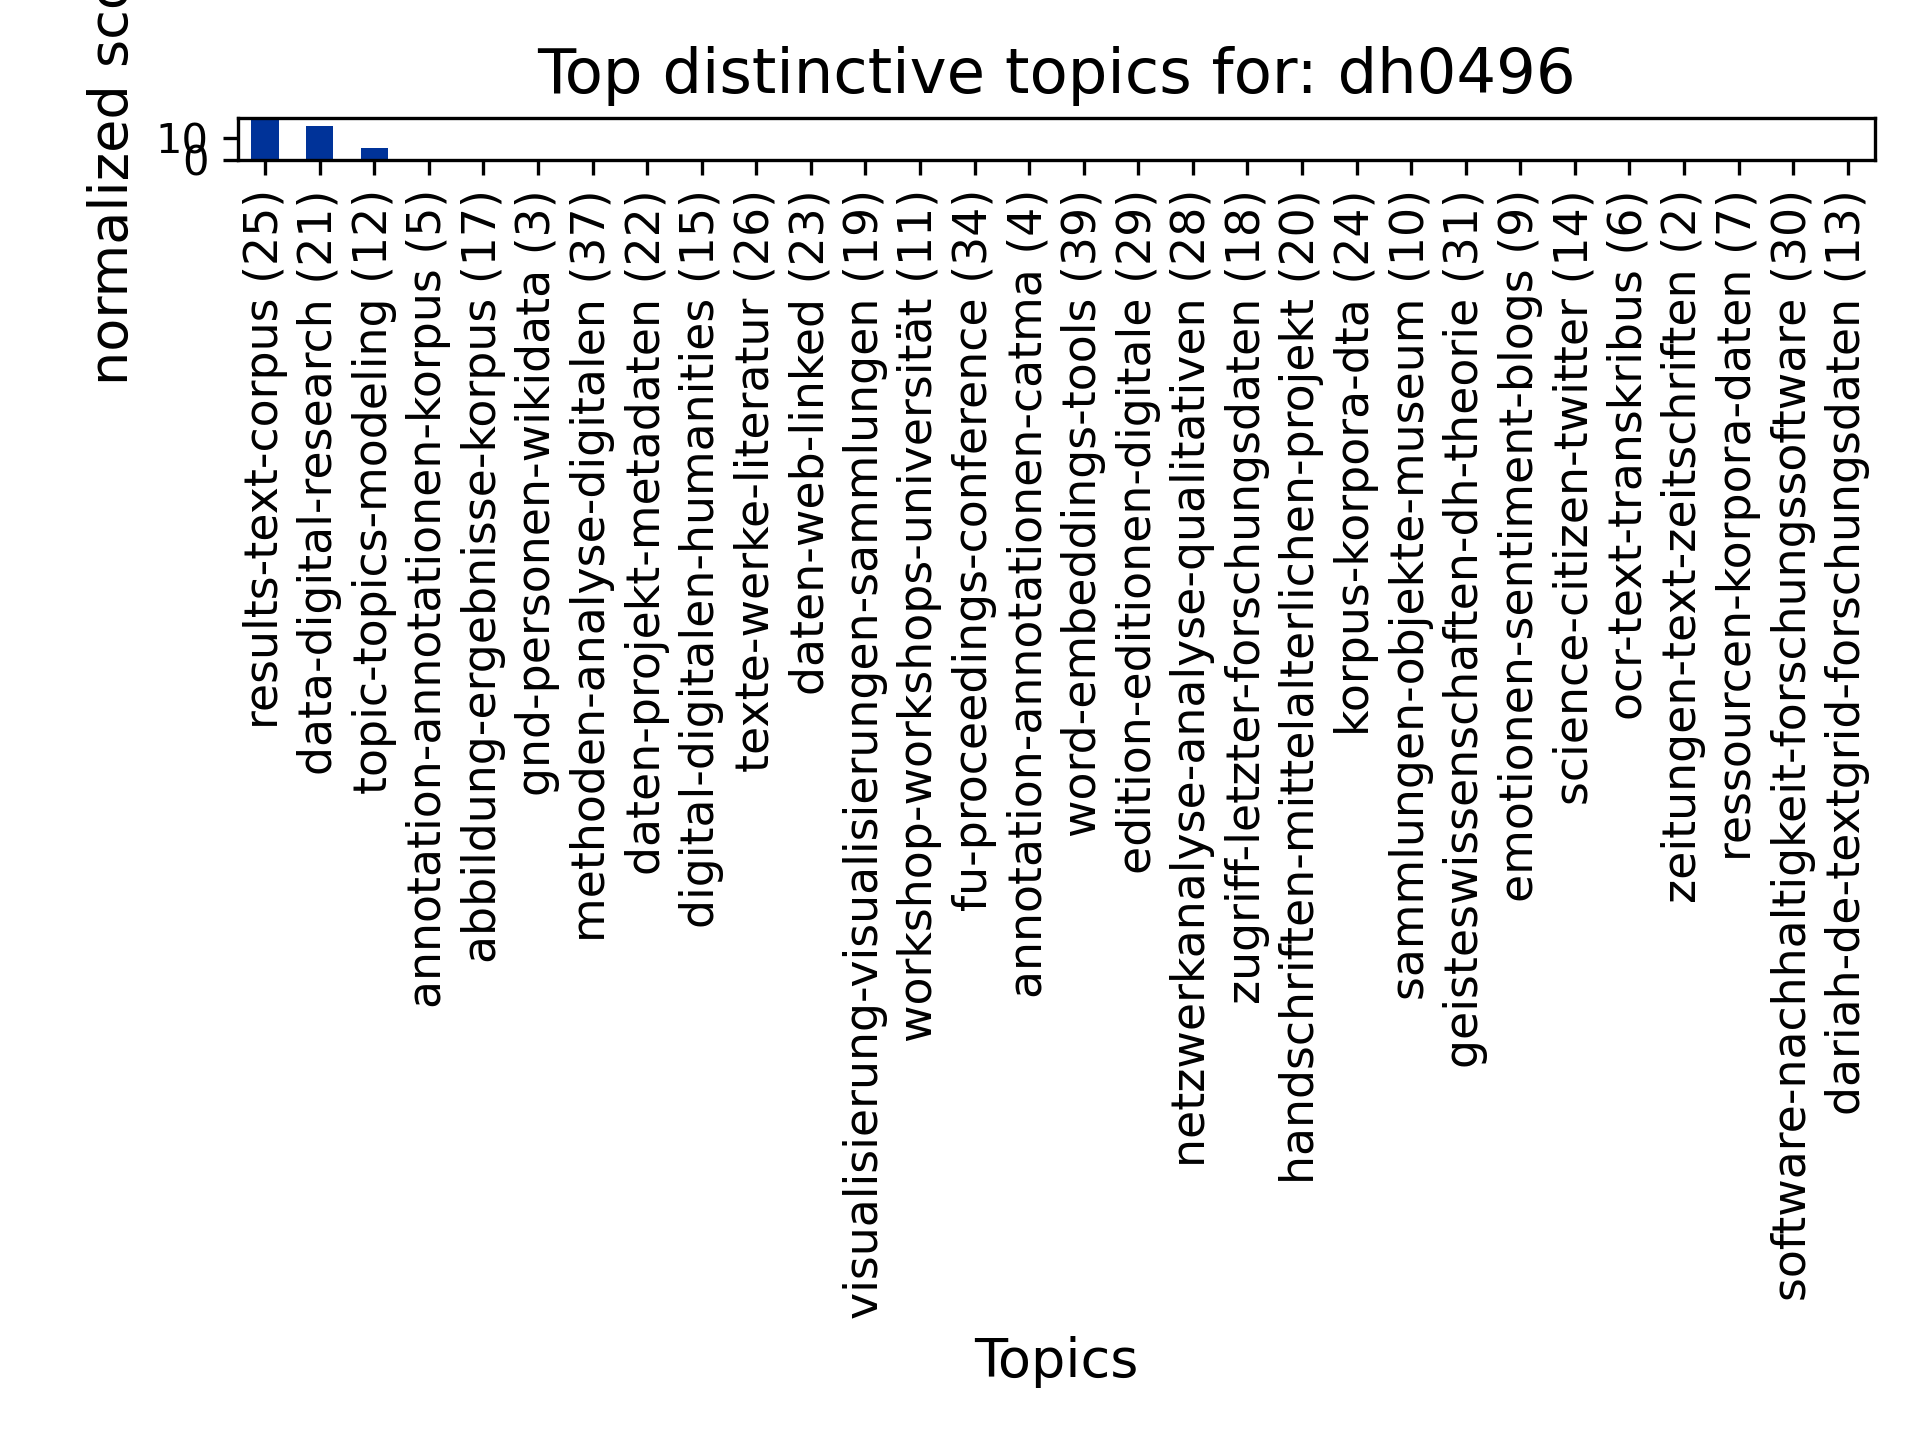 Top distinctive topics for: dh0496
normalized sco
10
0
results-text-corpus (25)
data-digital-research (21)
topic-topics-modeling (12)
annotation-annotationen-korpus (5)
abbildung-ergebnisse-korpus (17)
gnd-personen-wikidata (3)
methoden-analyse-digitalen (37)
daten-projekt-metadaten (22)
digital-digitalen-humanities (15)
texte-werke-literatur (26)
daten-web-linked (23)
visualisierung-visualisierungen-sammlungen (19)
workshop-workshops-universität (11)
fu-proceedings-conference (34)
annotation-annotationen-catma (4)
word-embeddings-tools (39)
edition-editionen-digitale (29)
netzwerkanalyse-analyse-qualitativen (28)
zugriff-letzter-forschungsdaten (18)
handschriften-mittelalterlichen-projekt (20)
korpus-korpora-dta (24)
sammlungen-objekte-museum (10)
geisteswissenschaften-dh-theorie (31)
emotionen-sentiment-blogs (9)
science-citizen-twitter (14)
ocr-text-transkribus (6)
zeitungen-text-zeitschriften (2)
ressourcen-korpora-daten (7)
software-nachhaltigkeit-forschungssoftware (30)
dariah-de-textgrid-forschungsdaten (13)
Topics